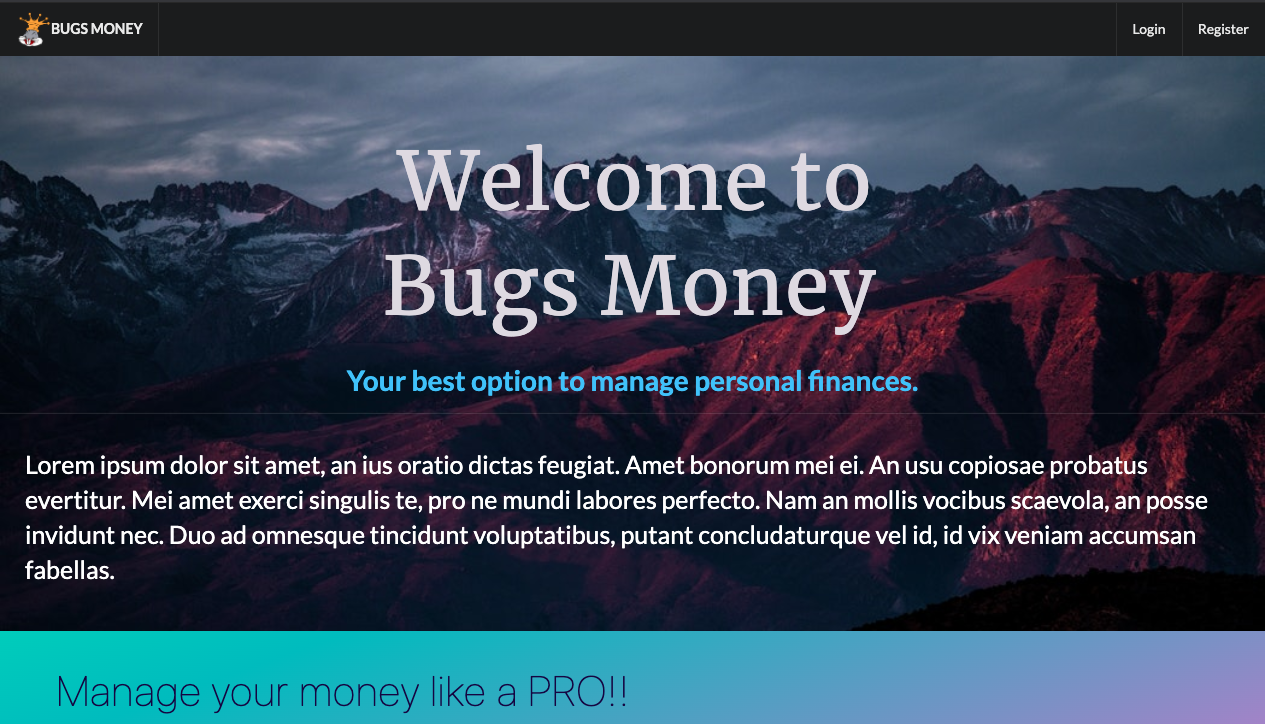 BUGS MONEY
Login
Register
Welcome to
Bugs Money
Your best option to manage personal finances.
Lorem ipsum dolor sit amet, an ius oratio dictas feugiat. Amet bonorum mei ei. An usu copiosae probatus
evertitur. Mei amet exerci singulis te, pro ne mundi labores perfecto. Nam an mollis vocibus scaevola, an posse
invidunt nec. Duo ad omnesque tincidunt voluptatibus, putant concludaturque vel id, id vix veniam accumsan
fabellas.
Manage your money like a PRO!!